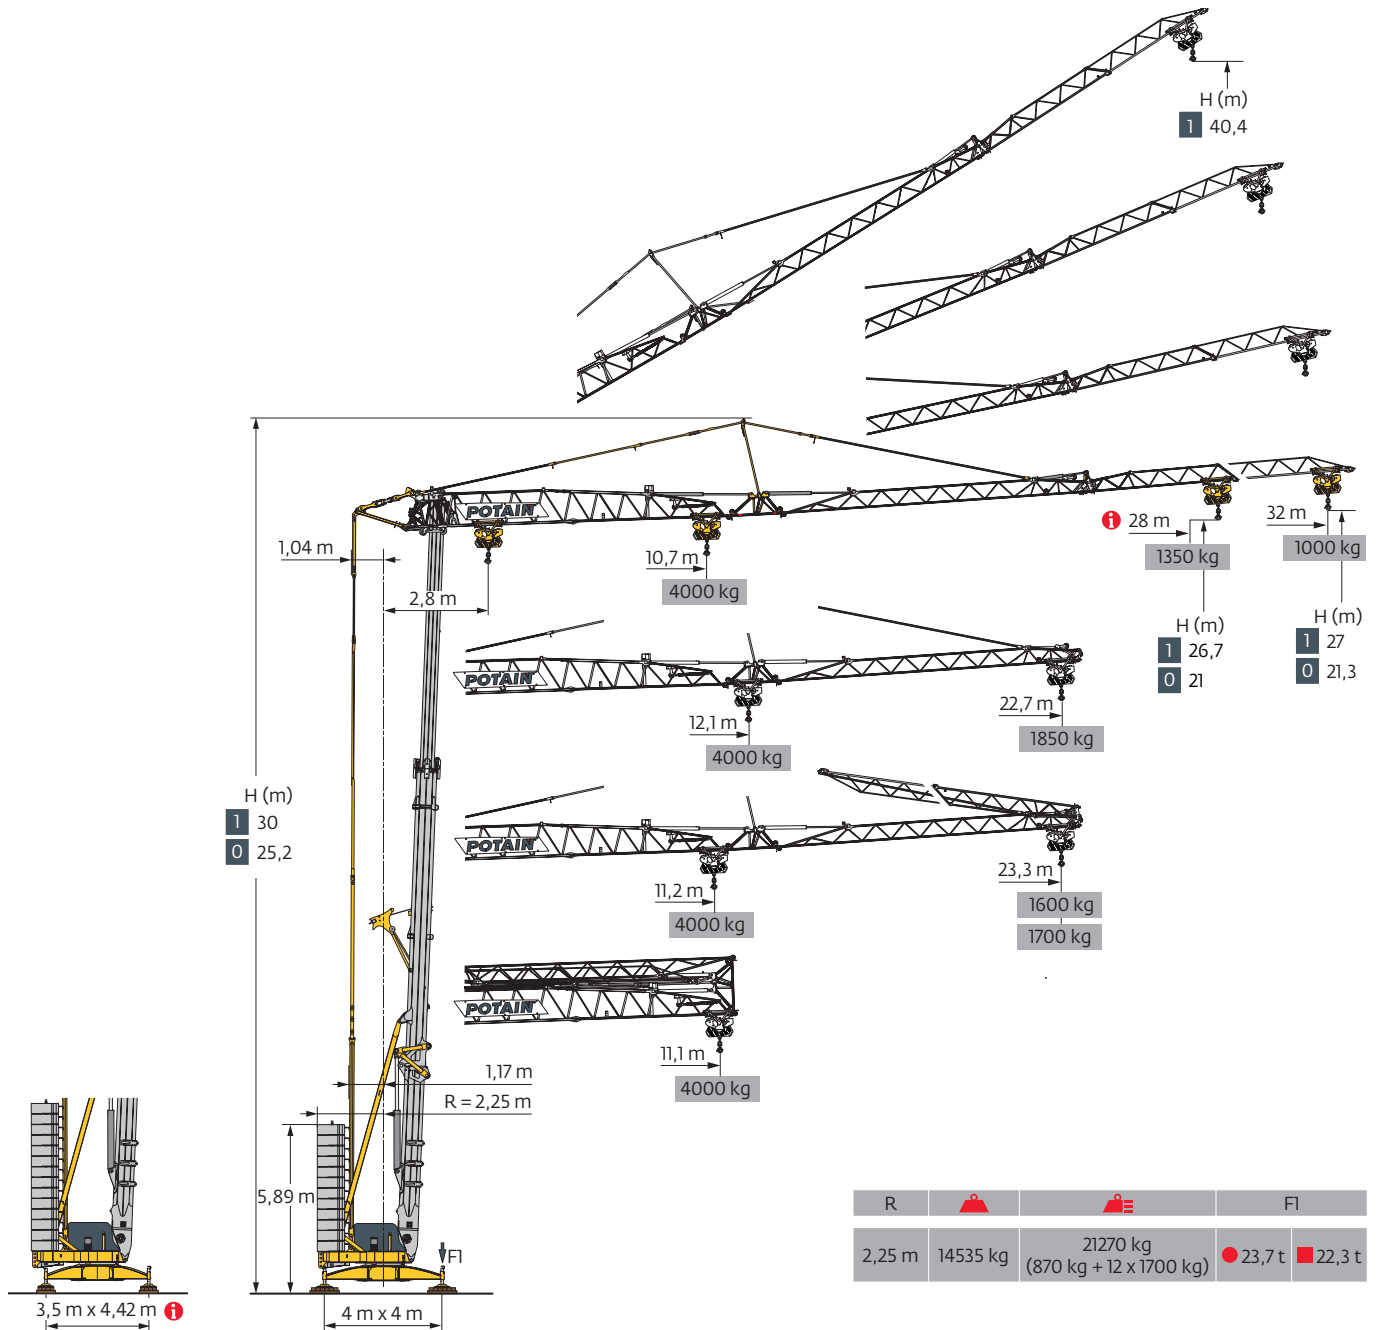 H (m)
1 40,4
POTAIN
1,04 m
2,8 m
10,7 m
4000 kg
i 28 m
1350 kg
32 m
1000 kg
H (m)
1 26,7
0 21
H (m)
1 27
0 21,3
POTAIN
12,1 m
4000 kg
22,7 m
1850 kg
H (m)
1 30
0 25,2
POTAIN
11,2 m
4000 kg
23,3 m
1600 kg
1700 kg
POTAIN
11,1 m
4000 kg
1,17 m
R = 2,25 m
5,89 m
F1
3,5 m x 4,42 m i
4 m x 4 m
R F1
2,25 m 14535 kg 21270 kg 23,7 t 22,3 t
(870 kg + 12 x 1700 kg)